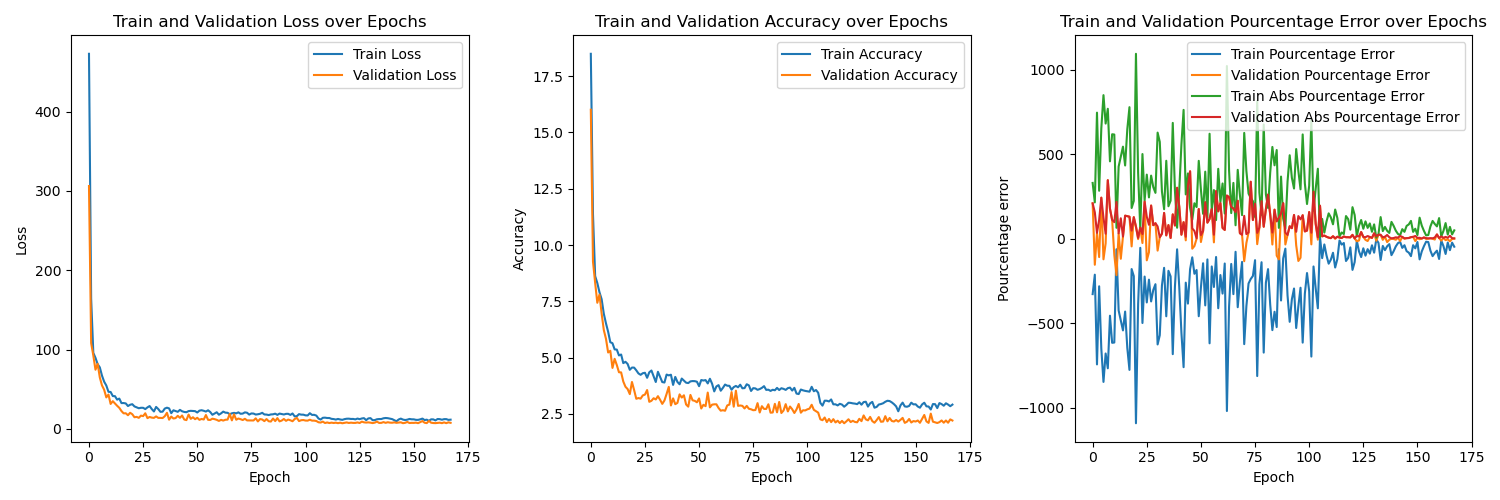 Train and Validation Loss over Epochs
Train Loss
Validation Loss
Loss
400
300
200
100
0
0 25 50 75 100 125 150 175
Epoch
Train and Validation Accuracy over Epochs
Train Accuracy
Validation Accuracy
Accuracy
17.5
15.0
12.5
10.0
7.5
5.0
2.5
0 25 50 75 100 125 150 175
Epoch
Train and Validation Pourcentage Error over Epochs
Train Pourcentage Error
Validation Pourcentage Error
Train Abs Pourcentage Error
Validation Abs Pourcentage Error
Pourcentage error
1000
500
0
−500
−1000
0 25 50 75 100 125 150 175
Epoch